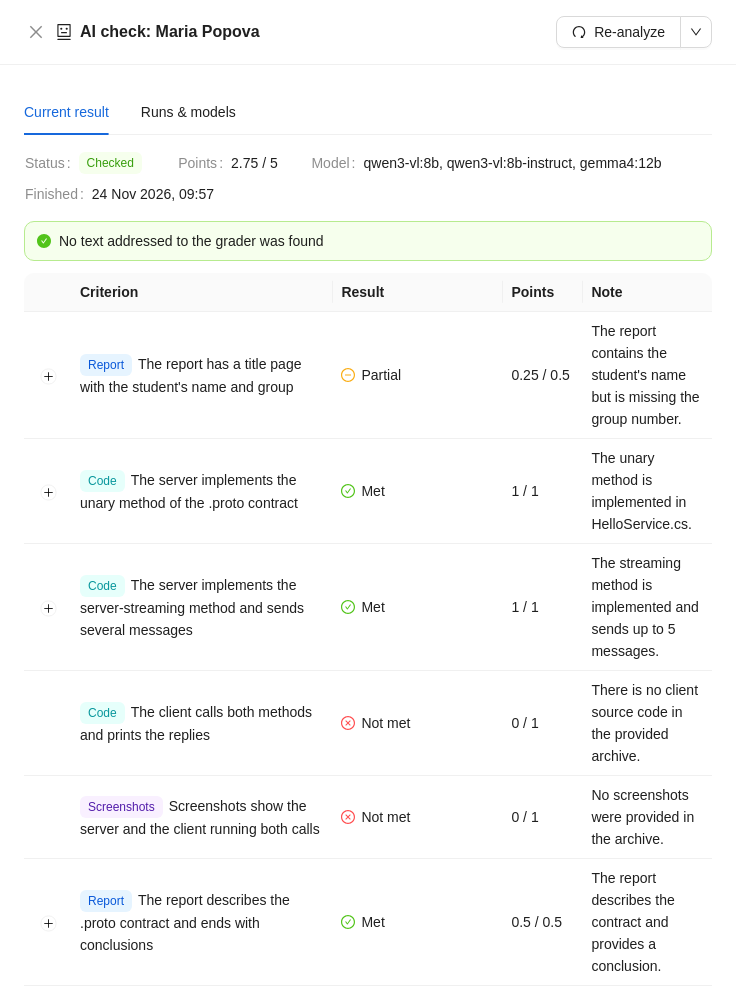 AI check: Maria Popova
Re-analyze
Current result
Runs & models
Status: Checked
Points: 2.75 / 5
Model: qwen3-vl:8b, qwen3-vl:8b-instruct, gemma4:12b
Finished: 24 Nov 2026, 09:57
No text addressed to the grader was found
Criterion
Result
Points
Note
Report The report has a title page
with the student's name and group
Partial
0.25 / 0.5
The report
contains the
student's name
but is missing the
group number.
Code The server implements the
unary method of the .proto contract
Met
1 / 1
The unary
method is
implemented in
HelloService.cs.
Code The server implements the
server-streaming method and sends
several messages
Met
1 / 1
The streaming
method is
implemented and
sends up to 5
messages.
Code The client calls both methods
and prints the replies
Not met
0 / 1
There is no client
source code in
the provided
archive.
Screenshots Screenshots show the
server and the client running both calls
Not met
0 / 1
No screenshots
were provided in
the archive.
Report The report describes the
.proto contract and ends with
conclusions
Met
0.5 / 0.5
The report
describes the
contract and
provides a
conclusion.